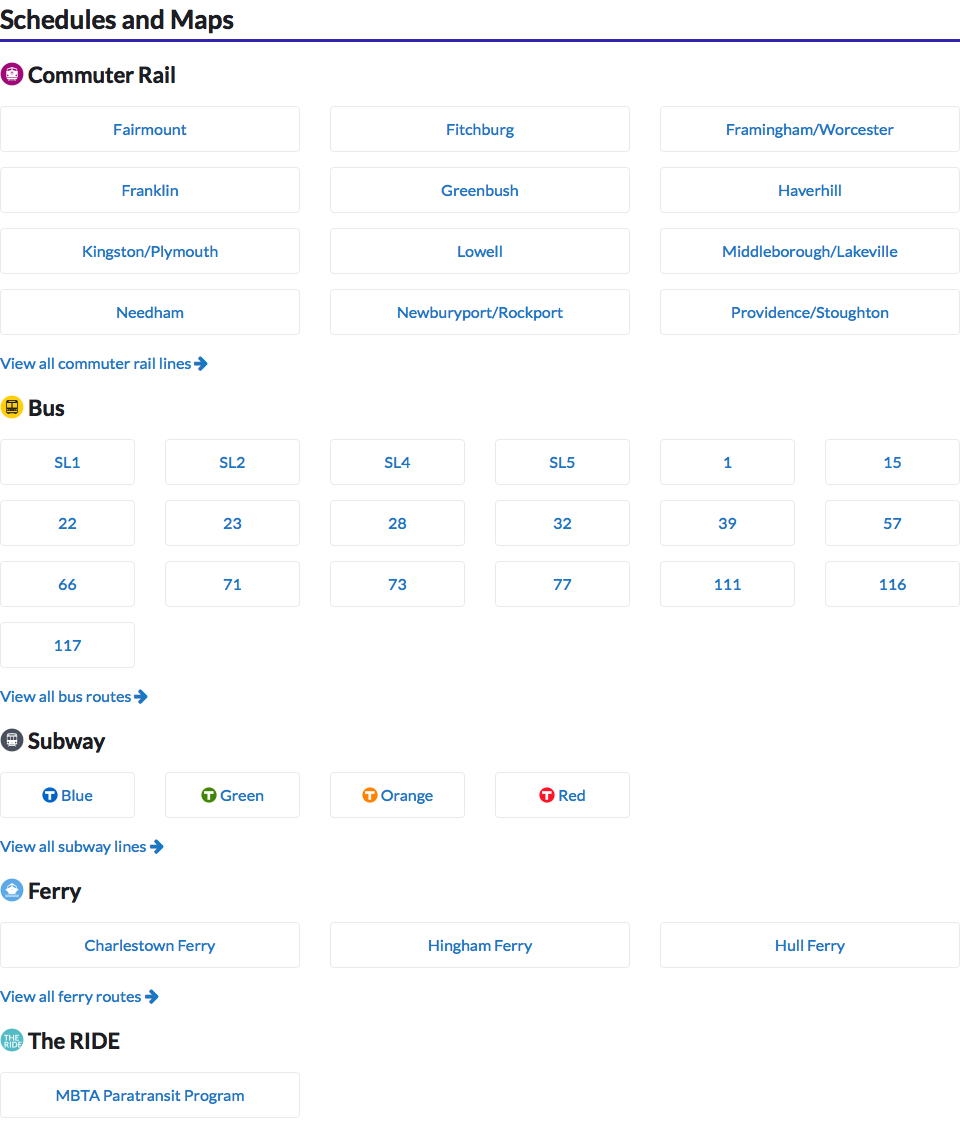 Schedules and Maps
Commuter Rail
Fairmount Fitchburg Framingham/Worcester
Franklin Greenbush Haverhill
Kingston/Plymouth Lowell Middleborough/Lakeville
Needham Newburyport/Rockport Providence/Stoughton
View all commuter rail lines
Bus
SL1 SL2 SL4 SL5 1 15
22 23 28 32 39 57
66 71 73 77 111 116
117
View all bus routes
Subway
T Blue T Green T Orange T Red
View all subway lines
Ferry
Charlestown Ferry Hingham Ferry Hull Ferry
View all ferry routes
THE RIDE The RIDE
MBTA Paratransit Program